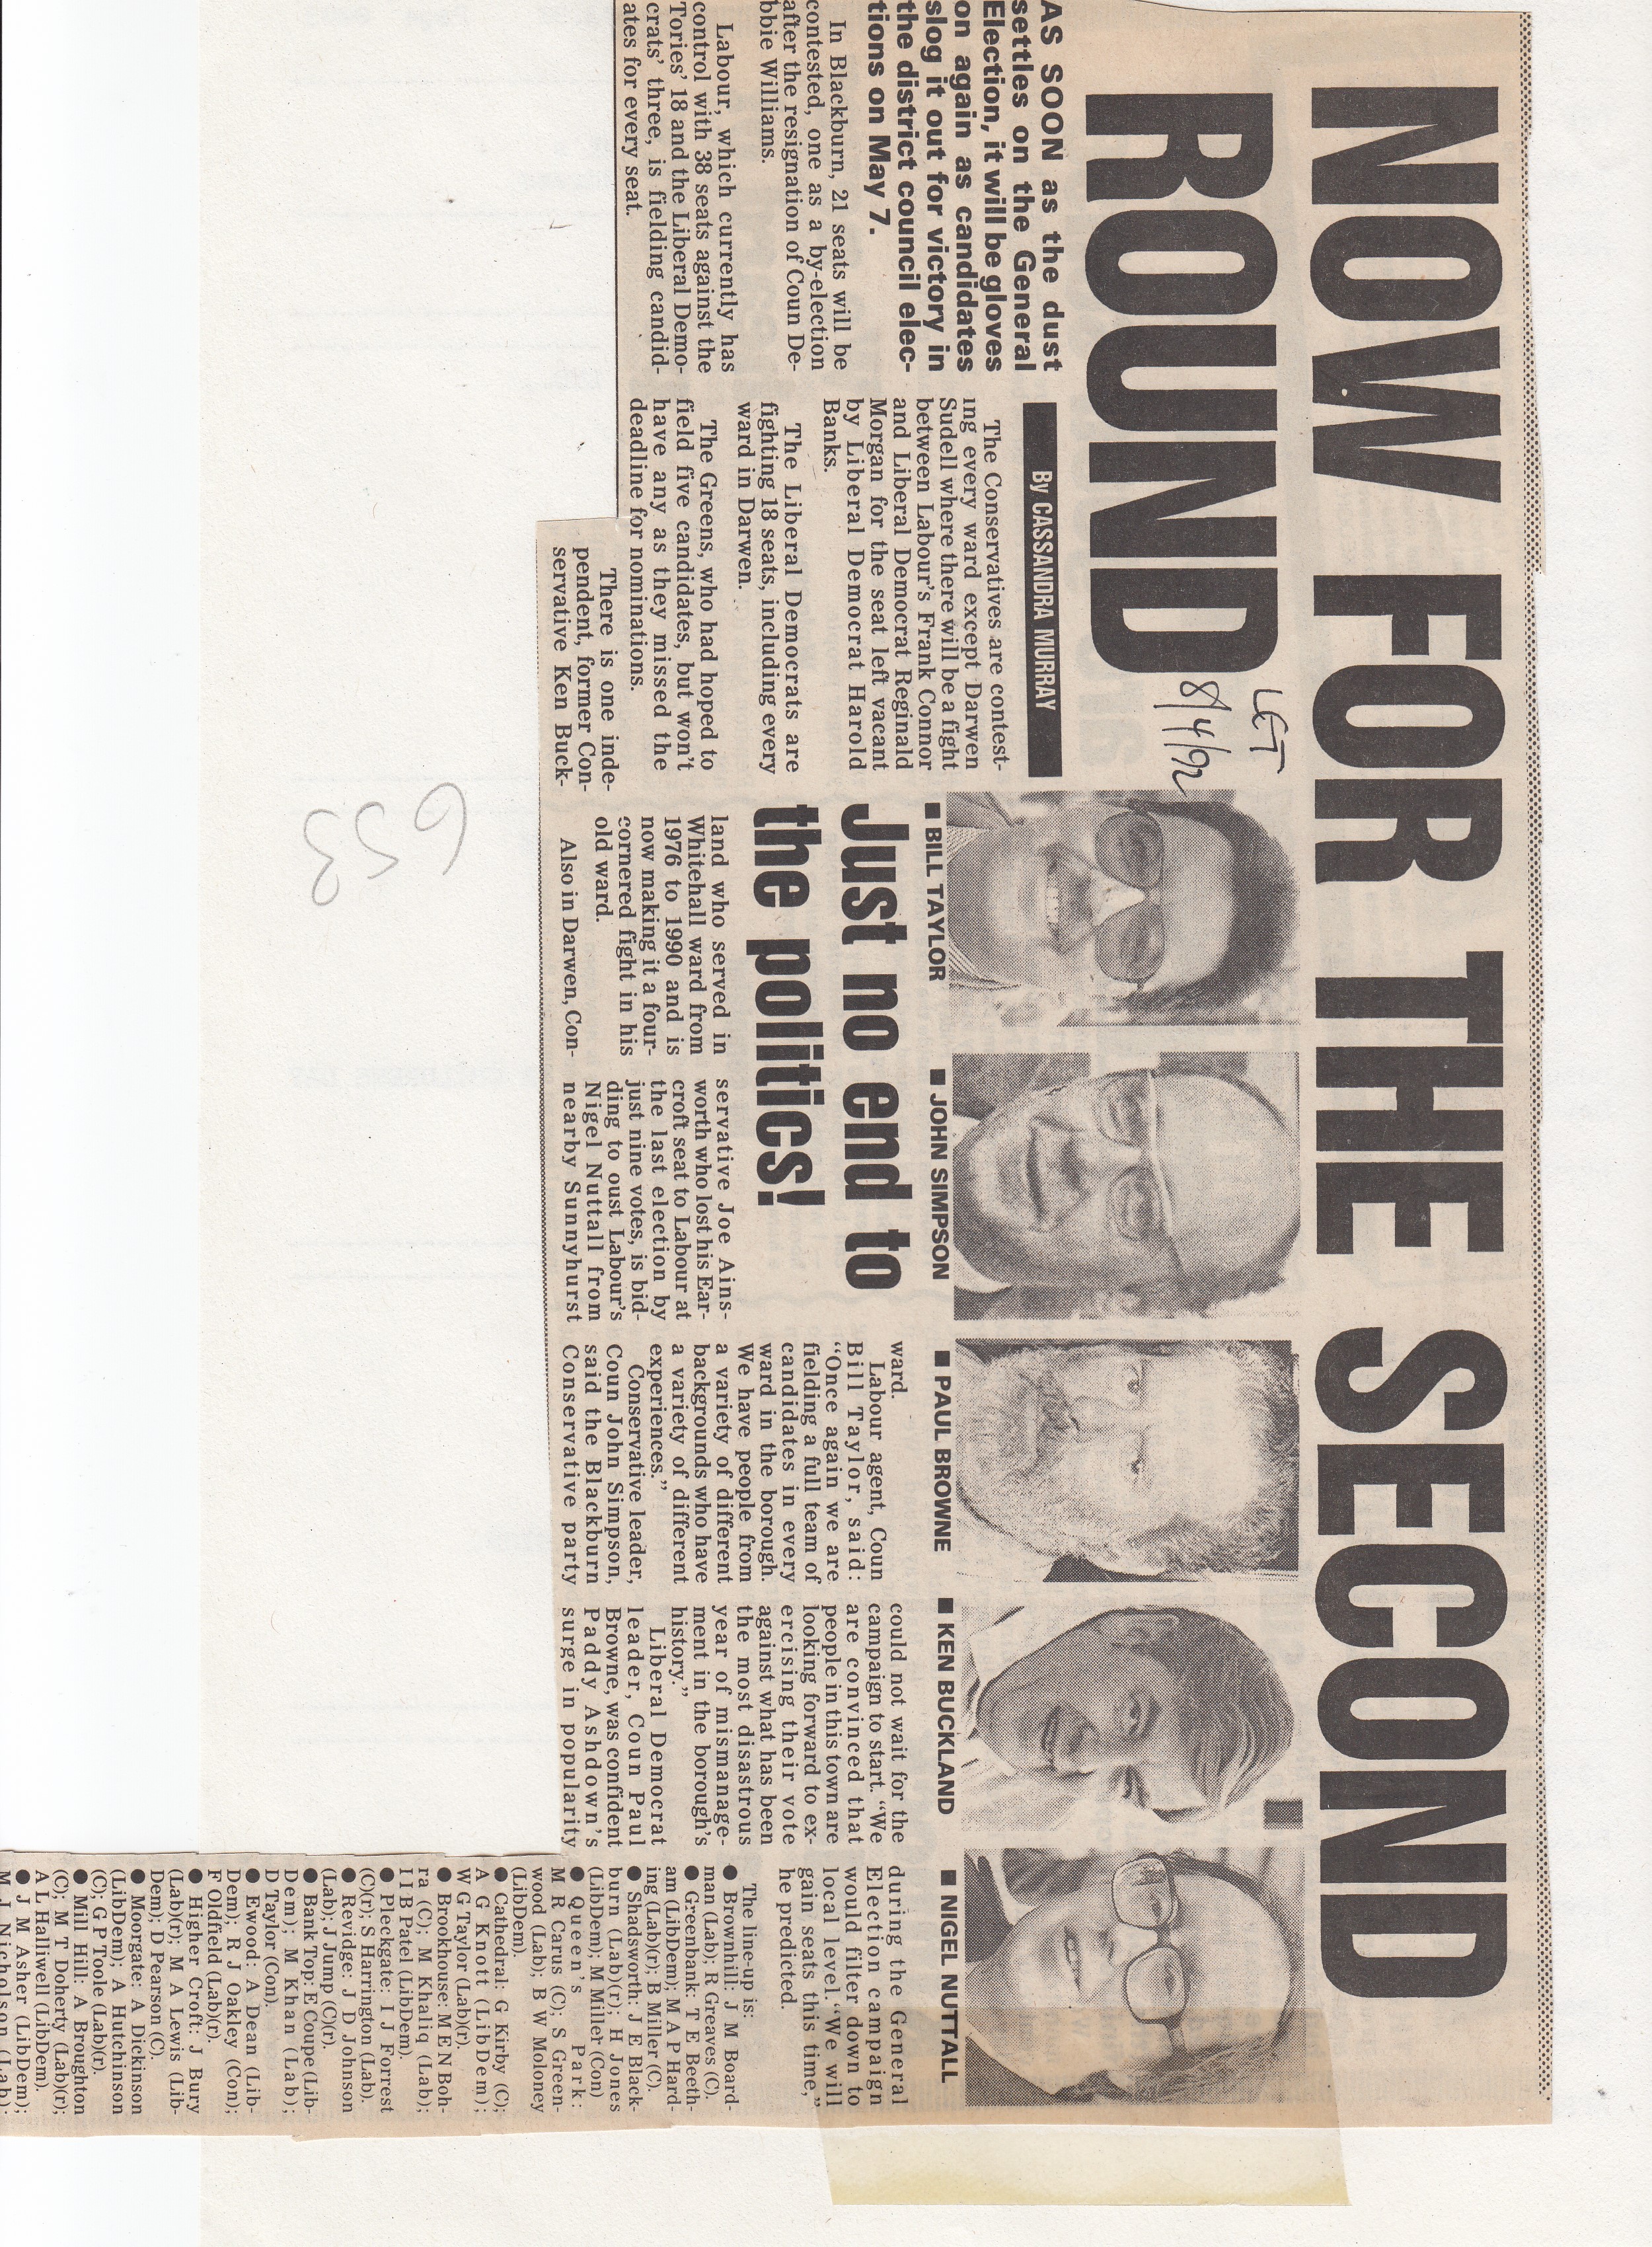 NOW FOR THE SECOND
ROUND
LET
8/4/92
AS SOON as the dust
settles on the General
Election, it will be gloves
on again as candidates
slog it out for victory in
the district council elec-
tions on May 7.
In Blackburn, 21 seats will be
contested, one as a by-election
after the resignation of Coun De-
bbie Williams.
Labour, which currently has
control with 38 seats against the
Tories' 18 and the Liberal Demo-
crats' three, is fielding candid-
ates for every seat.
By CASSANDRA MURRAY
The Conservatives are contest-
ing every ward except Darwen
Sudell where there will be a fight
between Labour's Frank Connor
and Liberal Democrat Reginald
Morgan for the seat left vacant
by Liberal Democrat Harold
Banks.
The Liberal Democrats are
fighting 18 seats, including every
ward in Darwen.
The Greens, who had hoped to
field five candidates, but won't
have any as they missed the
deadline for nominations.
There is one inde-
pendent, former Con-
servative Ken Buck-
■ BILL TAYLOR
■ JOHN SIMPSON
■ PAUL BROWNE
■ KEN BUCKLAND
■ NIGEL NUTTALL
Just no end to
the politics!
land who served in
Whitehall ward from
1976 to 1990 and is
now making it a four-
cornered fight in his
old ward.
Also in Darwen, Con-
servative Joe Ains-
worth who lost his Ear-
croft seat to Labour at
the last election by
just nine votes, is bid-
ding to oust Labour's
Nigel Nuttall from
nearby Sunnyhurst
ward.
Labour agent, Coun
Bill Taylor, said:
"Once again we are
fielding a full team of
candidates in every
ward in the borough.
We have people from
a variety of different
backgrounds who have
a variety of different
experiences."
Conservative leader,
Coun John Simpson,
said the Blackburn
Conservative party
could not wait for the
campaign to start. "We
are convinced that
people in this town are
looking forward to ex-
ercising their vote
against what has been
the most disastrous
year of mismanage-
ment in the borough's
history."
Liberal Democrat
leader, Coun Paul
Browne, was confident
Paddy Ashdown's
surge in popularity
during the General
Election campaign
would filter down to
local level. "We will
gain seats this time,"
he predicted.
The line-up is:
● Brownhill: J M Board-
man (Lab); R Greaves (C).
● Greenbank: T E Beeth-
am (LibDem); M A P Hard-
ing (Lab)(r); B Miller (C).
● Shadsworth: J E Black-
burn (Lab)(r); H Jones
(LibDem); M Miller (Con)
● Queen's Park:
M R Carus (C); S Green-
wood (Lab); B W Moloney
(LibDem).
● Cathedral: G Kirby (C);
A G Knott (LibDem);
W G Taylor (Lab)(r).
● Brookhouse: M E N Boh-
ra (C); M Khaliq (Lab);
I I B Patel (LibDem).
● Pleckgate: I J Forrest
(C)(r); S Harrington (Lab).
● Revidge: J D Johnson
(Lab); J Jump (C)(r).
● Bank Top: E Coupe (Lib-
Dem); M Khan (Lab);
D Taylor (Con).
● Ewood: A Dean (Lib-
Dem); R J Oakley (Con);
F Oldfield (Lab)(r).
● Higher Croft: J Bury
(Lab)(r); M A Lewis (Lib-
Dem); D Pearson (C).
● Moorgate: A Dickinson
(LibDem); A Hutchinson
(C); G P Toole (Lab)(r).
● Mill Hill: A Broughton
(C); M T Doherty (Lab)(r);
A L Halliwell (LibDem).
● J M Asher (LibDem);
M J Nicholson (Lab);
653